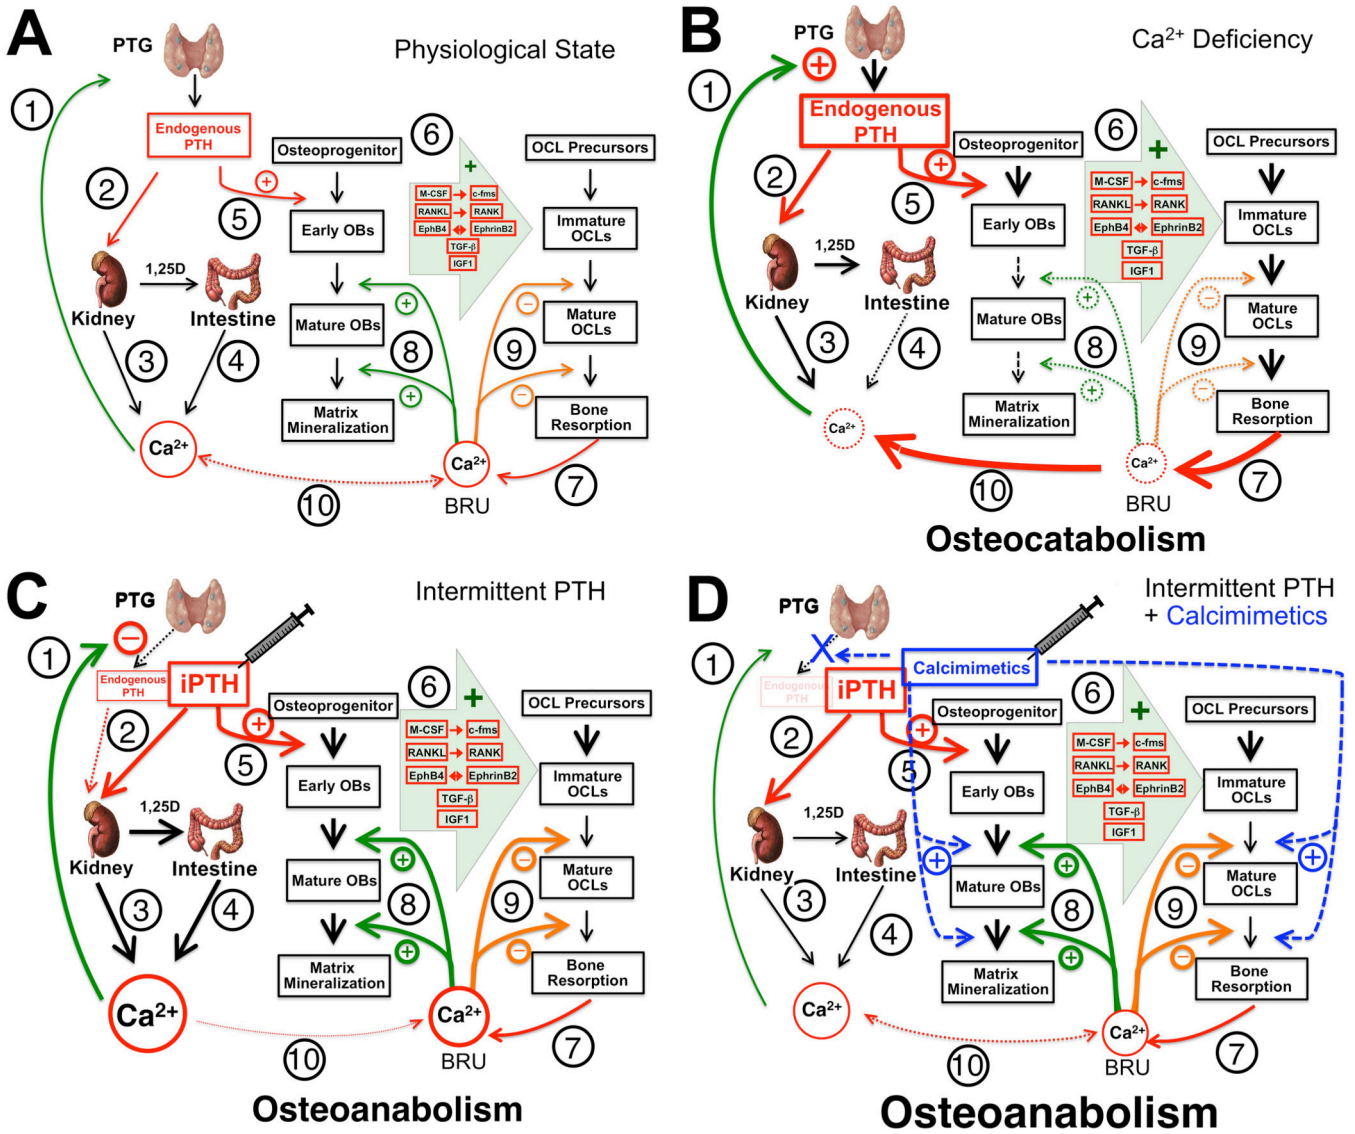 A
PTG
Physiological State
1
Endogenous
PTH
2
+
5
Osteoprogenitor
6
+
OCL Precursors
M-CSF
c-fms
RANKL
RANK
EphB4
EphrinB2
TGF-β
IGF1
Early OBs
Immature
OCLs
1,25D
Kidney
Intestine
+
−
Mature OBs
Mature
OCLs
3
4
8
9
+
−
Matrix
Mineralization
Bone
Resorption
Ca2+
Ca2+
BRU
7
10
B
PTG
Ca2+ Deficiency
+
1
Endogenous
PTH
2
+
5
Osteoprogenitor
6
+
OCL Precursors
M-CSF
c-fms
RANKL
RANK
EphB4
EphrinB2
TGF-β
IGF1
Early OBs
Immature
OCLs
1,25D
Kidney
Intestine
+
−
Mature OBs
Mature
OCLs
3
4
8
9
+
−
Matrix
Mineralization
Bone
Resorption
Ca2+
Ca2+
BRU
7
10
Osteocatabolism
C
PTG
Intermittent PTH
−
1
Endogenous
PTH
iPTH
2
+
5
Osteoprogenitor
6
+
OCL Precursors
M-CSF
c-fms
RANKL
RANK
EphB4
EphrinB2
TGF-β
IGF1
Early OBs
Immature
OCLs
1,25D
Kidney
Intestine
+
−
Mature OBs
Mature
OCLs
3
4
8
9
+
−
Matrix
Mineralization
Bone
Resorption
Ca2+
Ca2+
BRU
7
10
Osteoanabolism
D
PTG
Intermittent PTH
+ Calcimimetics
X
1
Calcimimetics
Endogenous
PTH
iPTH
2
+
5
Osteoprogenitor
6
+
OCL Precursors
M-CSF
c-fms
RANKL
RANK
EphB4
EphrinB2
TGF-β
IGF1
Early OBs
Immature
OCLs
1,25D
Kidney
Intestine
+
+
−
+
Mature OBs
Mature
OCLs
3
4
8
9
+
−
Matrix
Mineralization
Bone
Resorption
Ca2+
Ca2+
BRU
7
10
Osteoanabolism